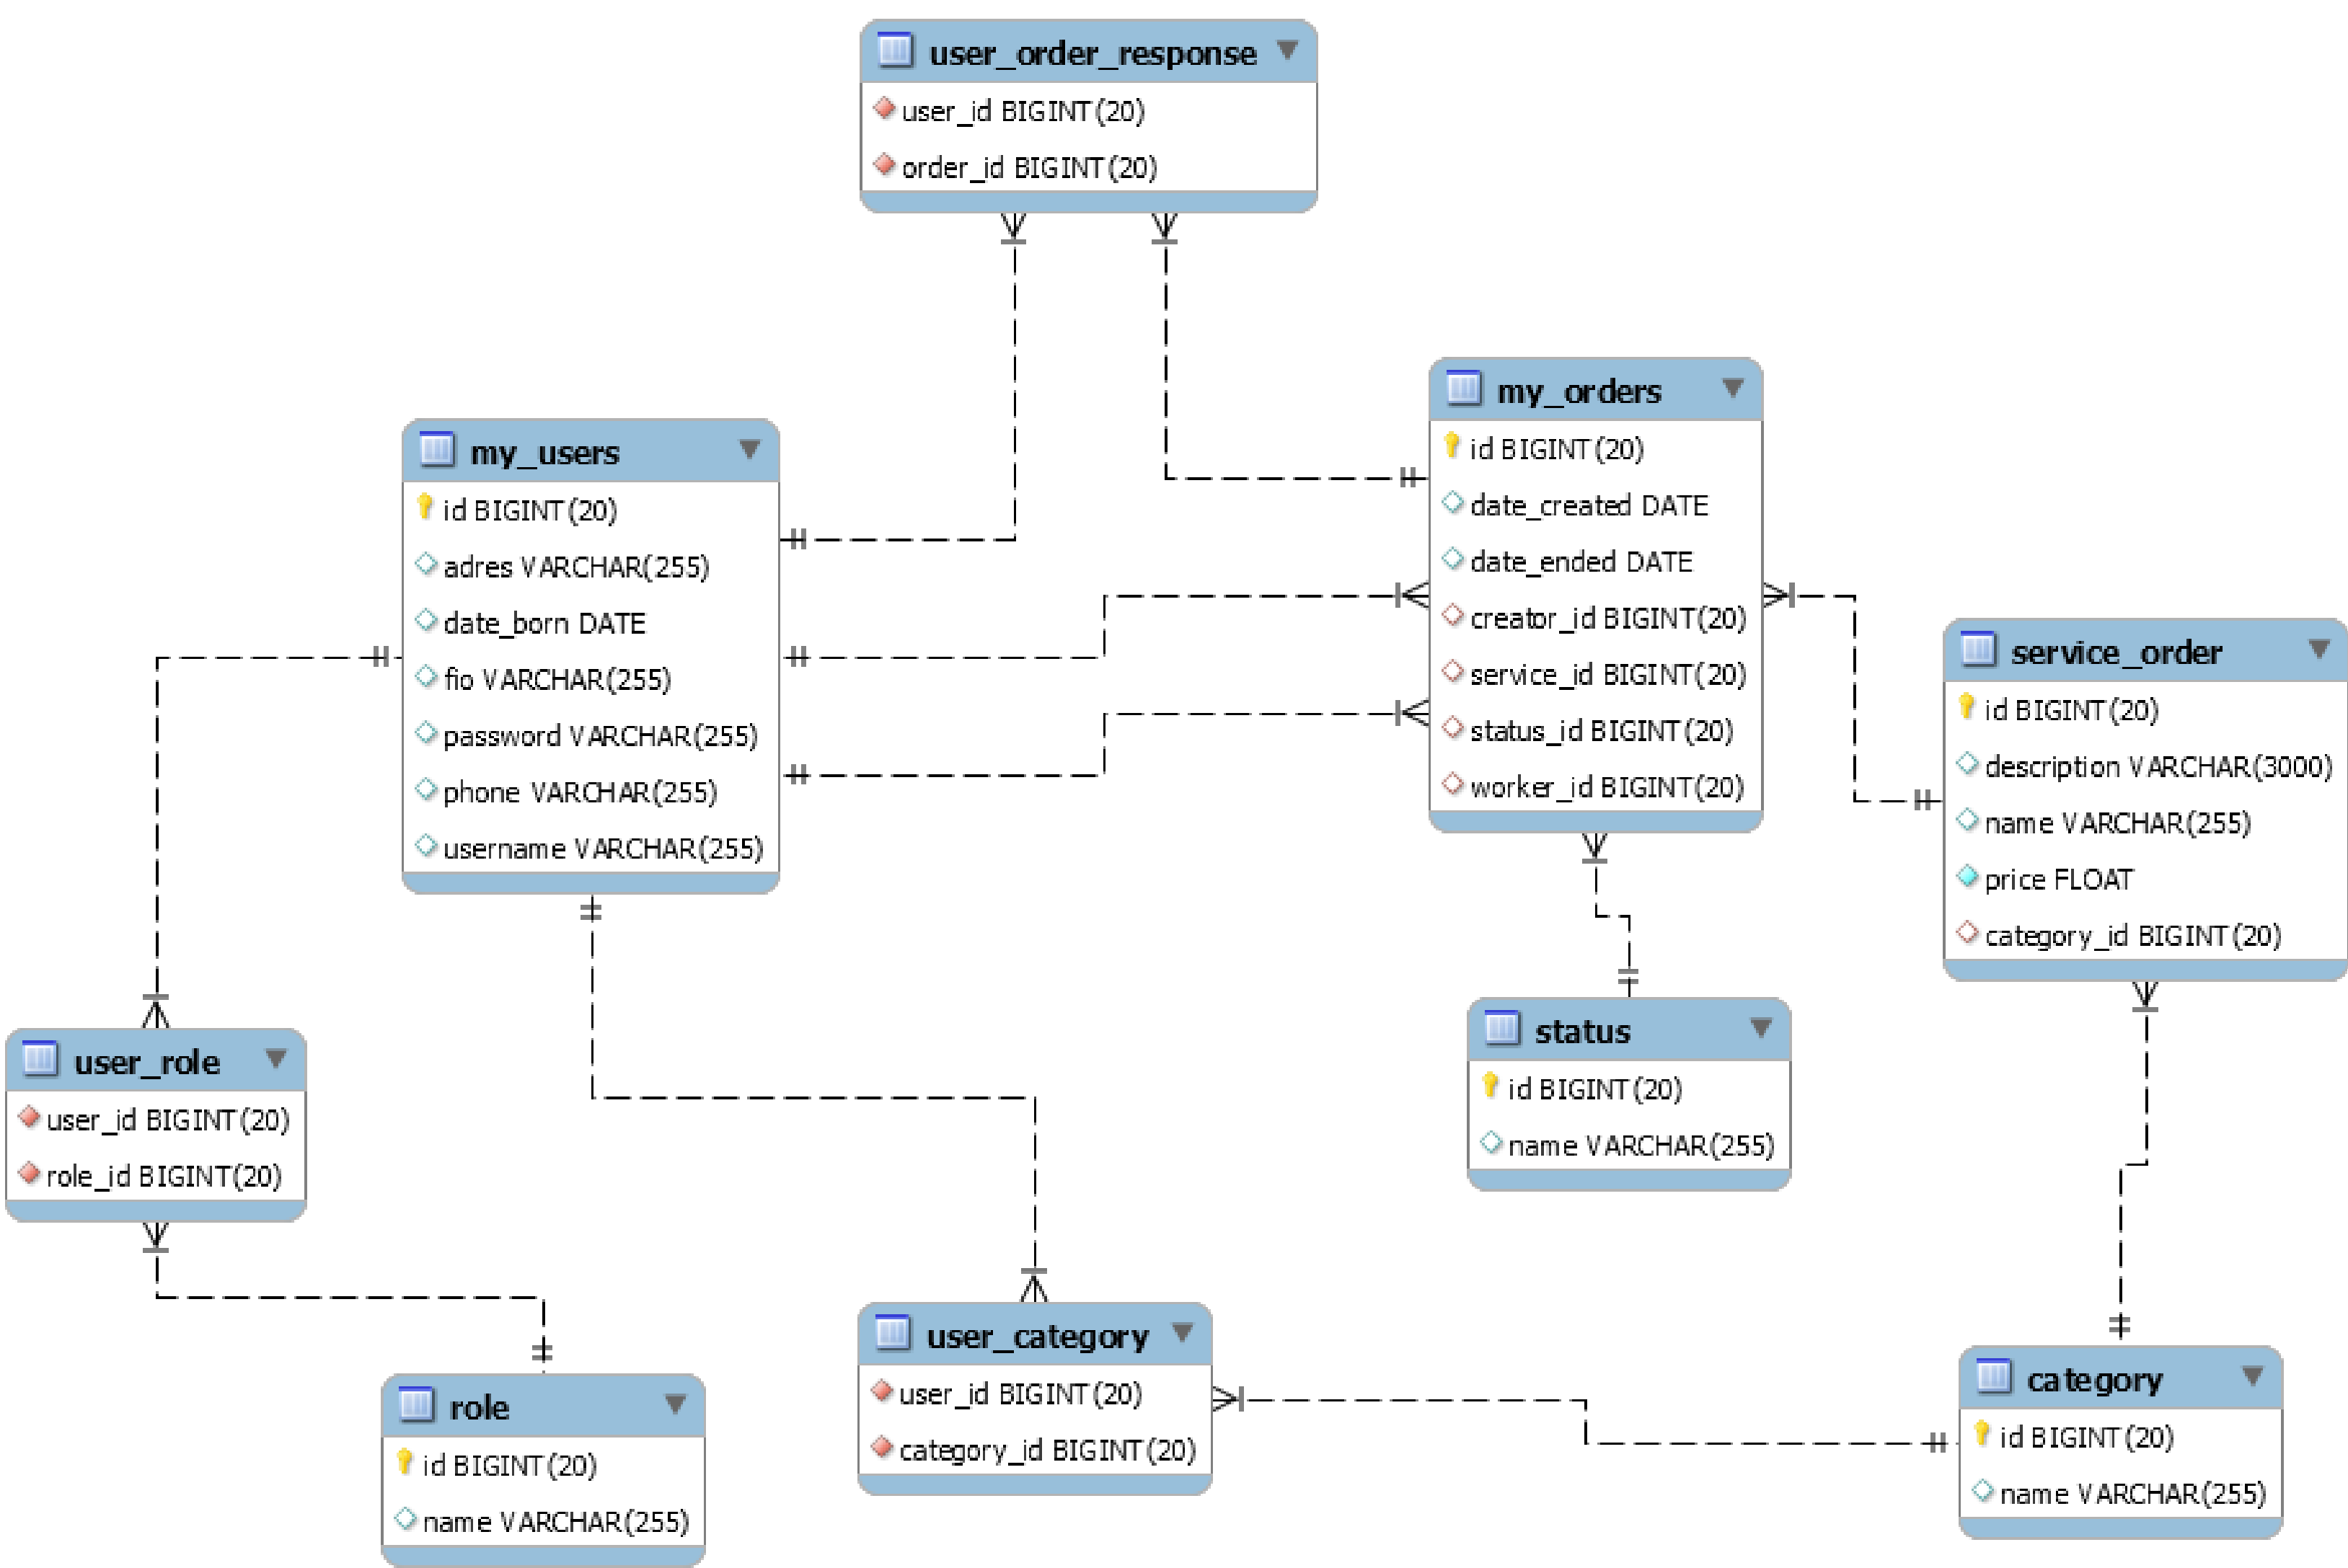 user_order_response
user_id BIGINT(20)
order_id BIGINT(20)
my_orders
id BIGINT(20)
date_created DATE
date_ended DATE
creator_id BIGINT(20)
service_id BIGINT(20)
status_id BIGINT(20)
worker_id BIGINT(20)
my_users
id BIGINT(20)
adres VARCHAR(255)
date_born DATE
fio VARCHAR(255)
password VARCHAR(255)
phone VARCHAR(255)
username VARCHAR(255)
service_order
id BIGINT(20)
description VARCHAR(3000)
name VARCHAR(255)
price FLOAT
category_id BIGINT(20)
status
id BIGINT(20)
name VARCHAR(255)
user_role
user_id BIGINT(20)
role_id BIGINT(20)
user_category
user_id BIGINT(20)
category_id BIGINT(20)
category
id BIGINT(20)
name VARCHAR(255)
role
id BIGINT(20)
name VARCHAR(255)